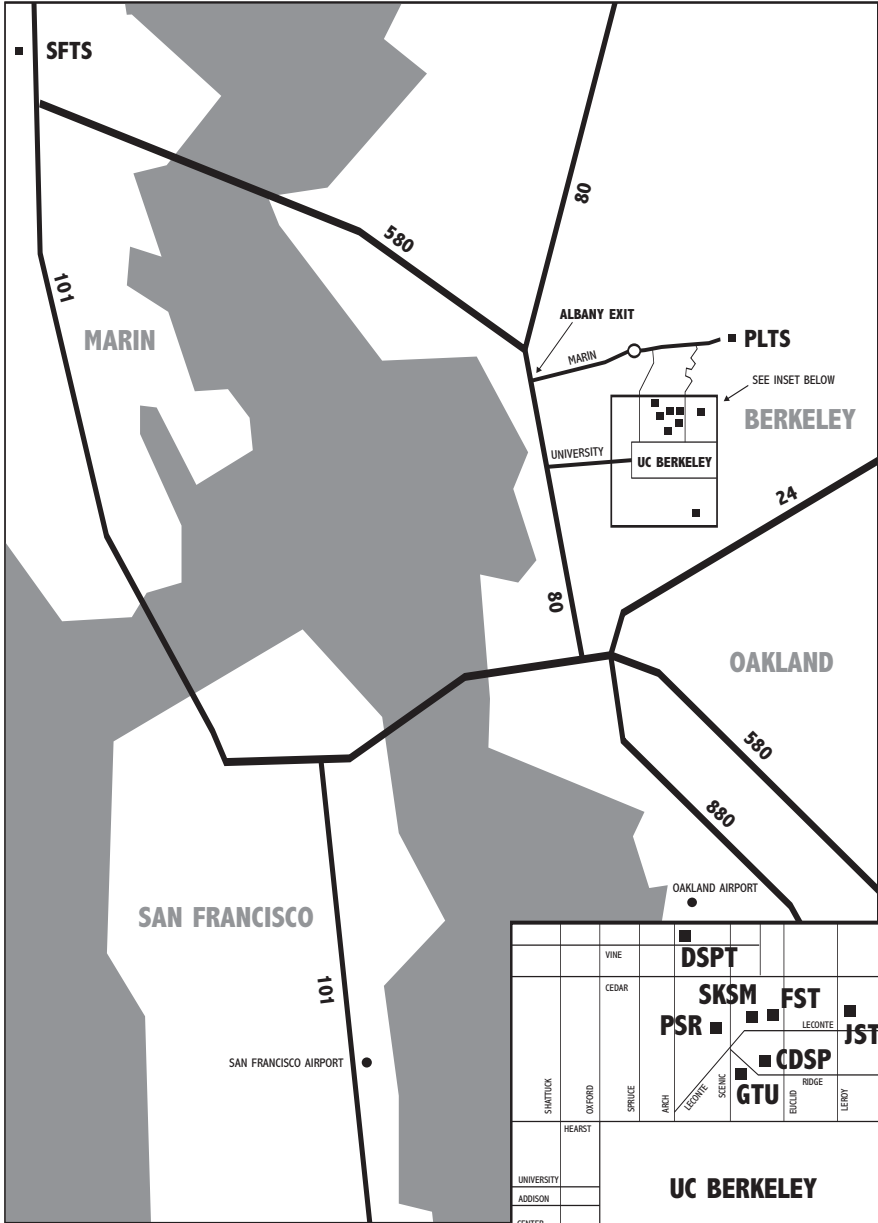 SFTS
80
580
101
ALBANY EXIT
MARIN
PLTS
MARIN
SEE INSET BELOW
BERKELEY
UNIVERSITY
UC BERKELEY
24
80
OAKLAND
580
880
OAKLAND AIRPORT
SAN FRANCISCO
101
SAN FRANCISCO AIRPORT
VINE
DSPT
CEDAR
SKSM
FST
PSR
LECONTE
JST
CDSP
RIDGE
GTU
SHATTUCK
OXFORD
SPRUCE
ARCH
LECONTE
SCENIC
EUCLID
LEROY
HEARST
UNIVERSITY
ADDISON
CENTER
UC BERKELEY